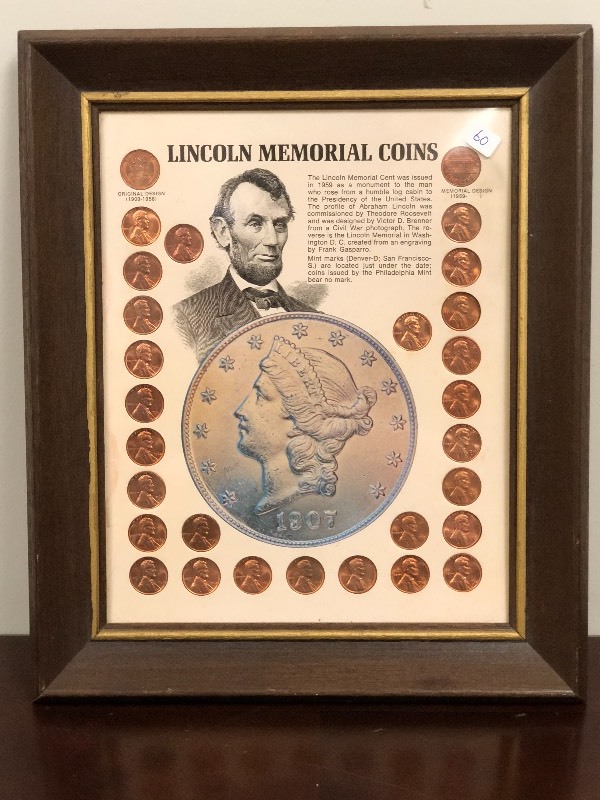 60
LINCOLN MEMORIAL COINS
ORIGINAL DESIGN
(1909-1958)
MEMORIAL DESIGN
(1959-
The Lincoln Memorial Cent was issued
in 1959 as a monument to the man
who rose from a humble log cabin to
the Presidency of the United States.
The profile of Abraham Lincoln was
commissioned by Theodore Roosevelt
and was designed by Victor D. Brenner
from a Civil War photograph. The re-
verse is the Lincoln Memorial in Wash-
ington D. C. created from an engraving
by Frank Gasparro.
Mint marks (Denver-D; San Francisco-
S.) are located just under the date;
coins issued by the Philadelphia Mint
bear no mark.
LIBERTY
1907